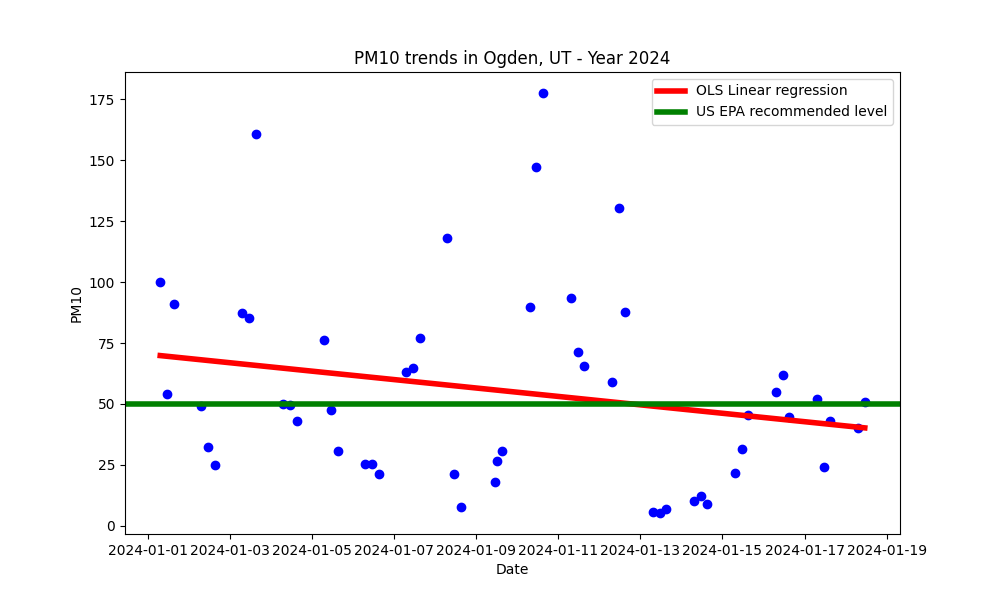 PM10 trends in Ogden, UT - Year 2024
OLS Linear regression
US EPA recommended level
175
150
125
100
75
50
25
0
PM10
2024-01-01 2024-01-03 2024-01-05 2024-01-07 2024-01-09 2024-01-11 2024-01-13 2024-01-15 2024-01-17 2024-01-19
Date